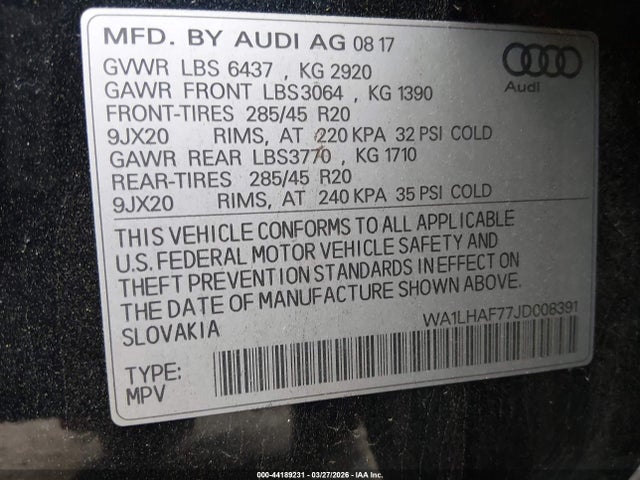 MFD. BY AUDI AG 08 17
GVWR LBS 6437 , KG 2920
GAWR FRONT LBS3064 , KG 1390
FRONT-TIRES 285/45 R20
9JX20 RIMS, AT 220 KPA 32 PSI COLD
GAWR REAR LBS3770 , KG 1710
REAR-TIRES 285/45 R20
9JX20 RIMS, AT 240 KPA 35 PSI COLD
Audi
THIS VEHICLE CONFORMS TO ALL APPLICABLE
U.S. FEDERAL MOTOR VEHICLE SAFETY AND
THEFT PREVENTION STANDARDS IN EFFECT ON
THE DATE OF MANUFACTURE SHOWN ABOVE.
SLOVAKIA
WA1LHAF77JD008391
TYPE:
MPV
000-44189231 - 03/27/2026 - IAA Inc.